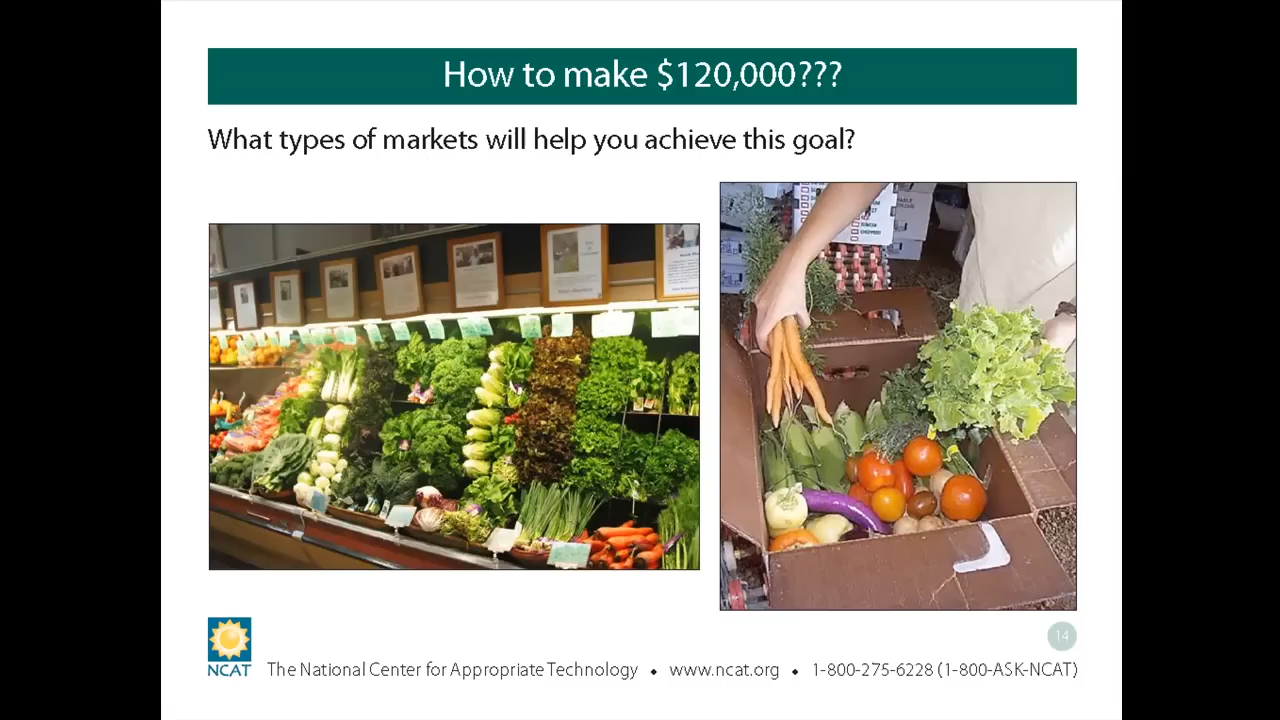 How to make $120,000???
What types of markets will help you achieve this goal?
14
NCAT
The National Center for Appropriate Technology • www.ncat.org • 1-800-275-6228 (1-800-ASK-NCAT)